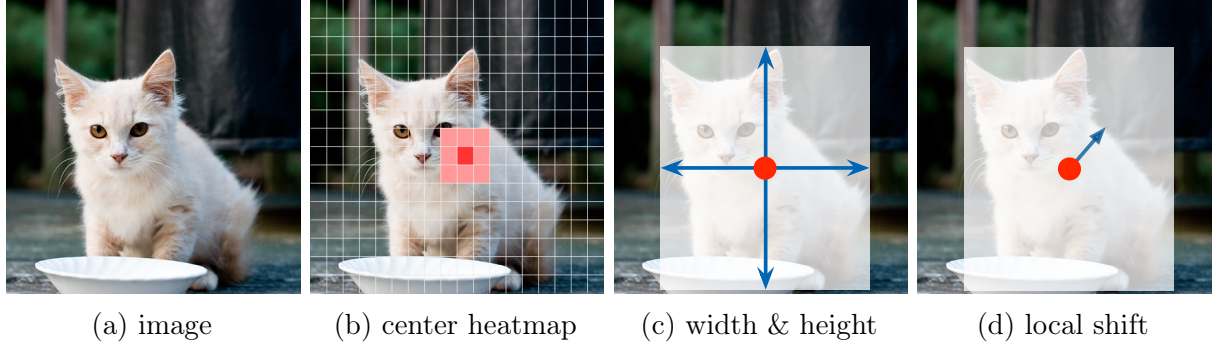 (a) image
(b) center heatmap
(c) width & height
(d) local shift